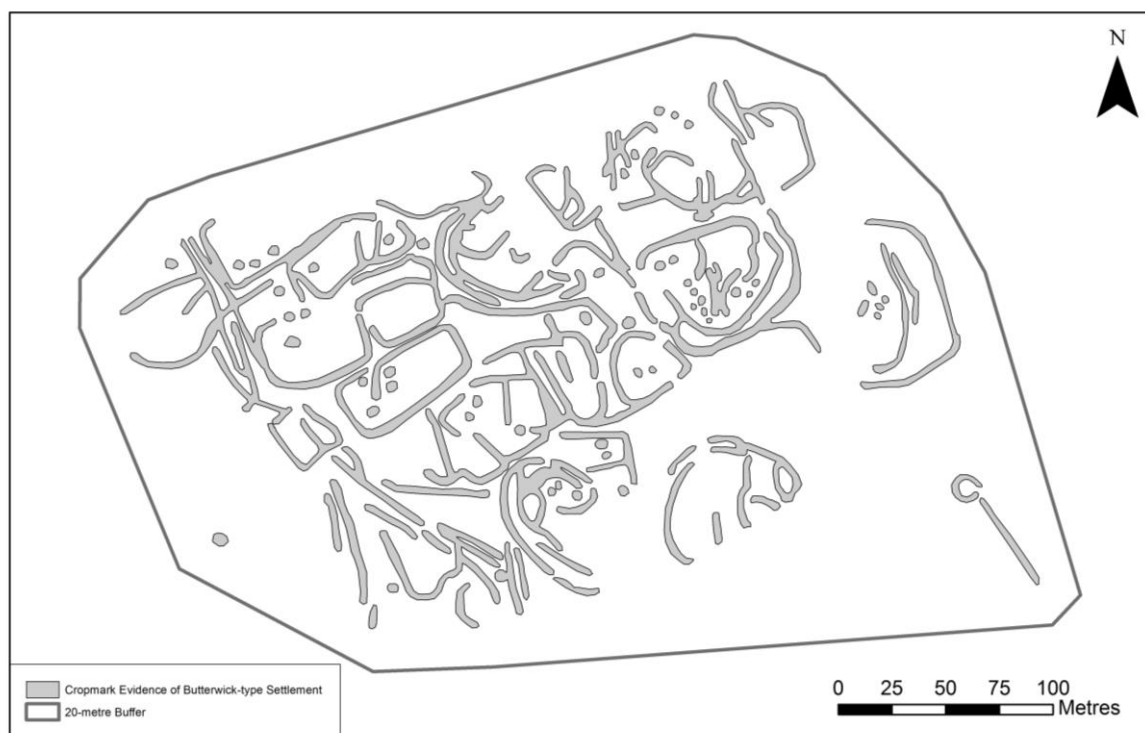 N
Cropmark Evidence of Butterwick-type Settlement
20-metre Buffer
0 25 50 75 100
Metres